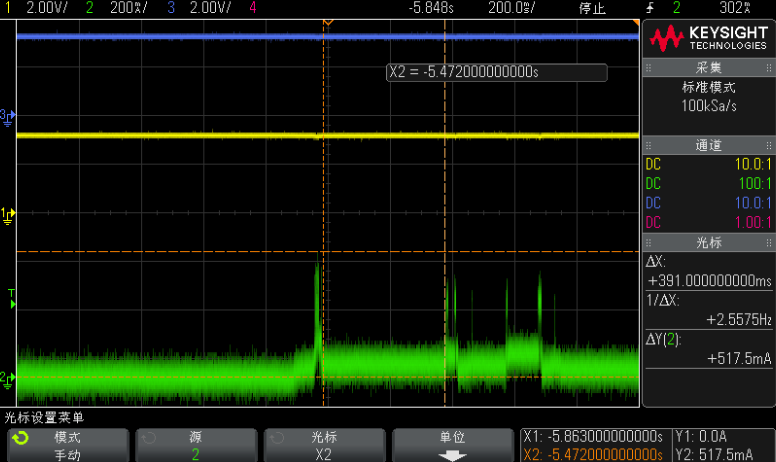 1 2.00V/ 2 200㎃/ 3 2.00V/ 4 -5.848s 200.0㎳/ 停止 2 302㎃
X2 = -5.472000000000s
KEYSIGHT
TECHNOLOGIES
采集
标准模式
100kSa/s
通道
DC 10.0:1
DC 100:1
DC 10.0:1
DC 1.00:1
光标
ΔX:
+391.000000000ms
1/ΔX:
+2.5575Hz
ΔY(2):
+517.5mA
3
1
T
2
光标设置菜单
模式 源 光标 单位
手动 2 X2
X1: -5.863000000000s Y1: 0.0A
X2: -5.472000000000s Y2: 517.5mA